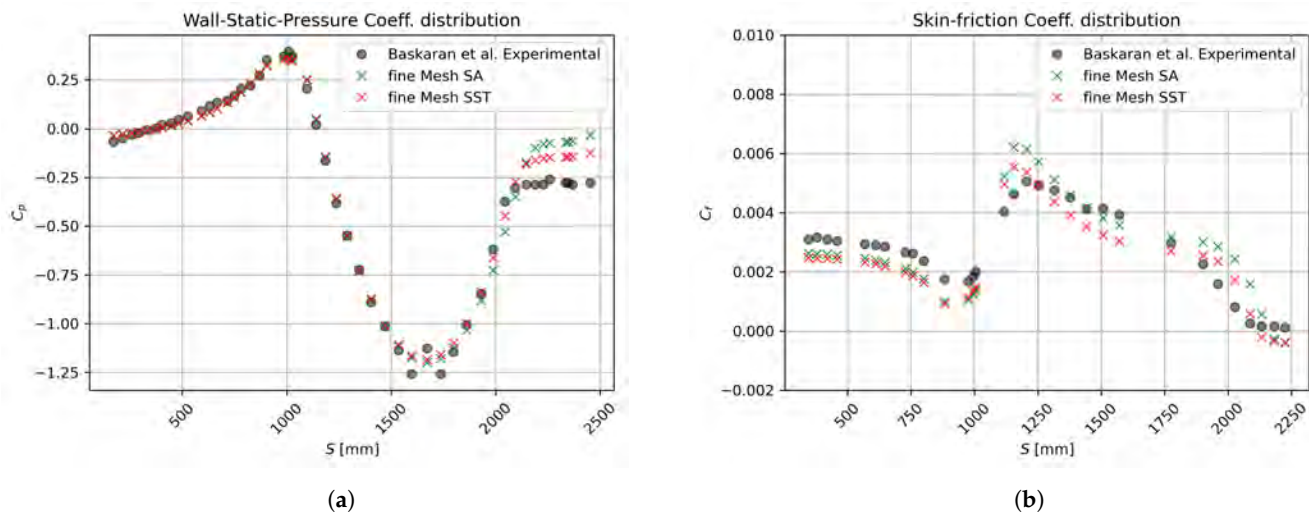 Wall-Static-Pressure Coeff. distribution
Baskaran et al. Experimental
fine Mesh SA
fine Mesh SST
0.25
0.00
−0.25
−0.50
−0.75
−1.00
−1.25
C_p
500
1000
1500
2000
2500
S [mm]
(a)
Skin-friction Coeff. distribution
Baskaran et al. Experimental
fine Mesh SA
fine Mesh SST
0.010
0.008
0.006
0.004
0.002
0.000
−0.002
C_f
500
750
1000
1250
1500
1750
2000
2250
S [mm]
(b)